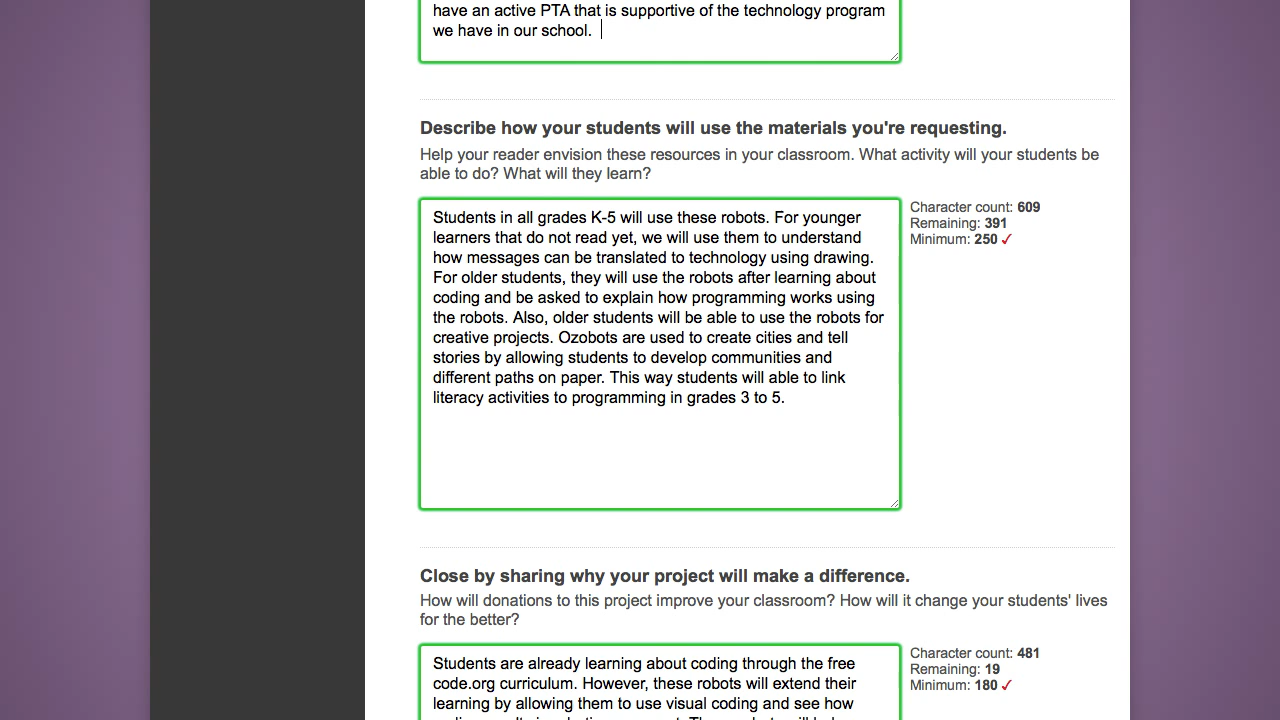 have an active PTA that is supportive of the technology program
we have in our school.
Describe how your students will use the materials you're requesting.
Help your reader envision these resources in your classroom. What activity will your students be
able to do? What will they learn?
Students in all grades K-5 will use these robots. For younger
learners that do not read yet, we will use them to understand
how messages can be translated to technology using drawing.
For older students, they will use the robots after learning about
coding and be asked to explain how programming works using
the robots. Also, older students will be able to use the robots for
creative projects. Ozobots are used to create cities and tell
stories by allowing students to develop communities and
different paths on paper. This way students will able to link
literacy activities to programming in grades 3 to 5.
Character count: 609
Remaining: 391
Minimum: 250 ✓
Close by sharing why your project will make a difference.
How will donations to this project improve your classroom? How will it change your students' lives
for the better?
Students are already learning about coding through the free
code.org curriculum. However, these robots will extend their
learning by allowing them to use visual coding and see how
Character count: 481
Remaining: 19
Minimum: 180 ✓